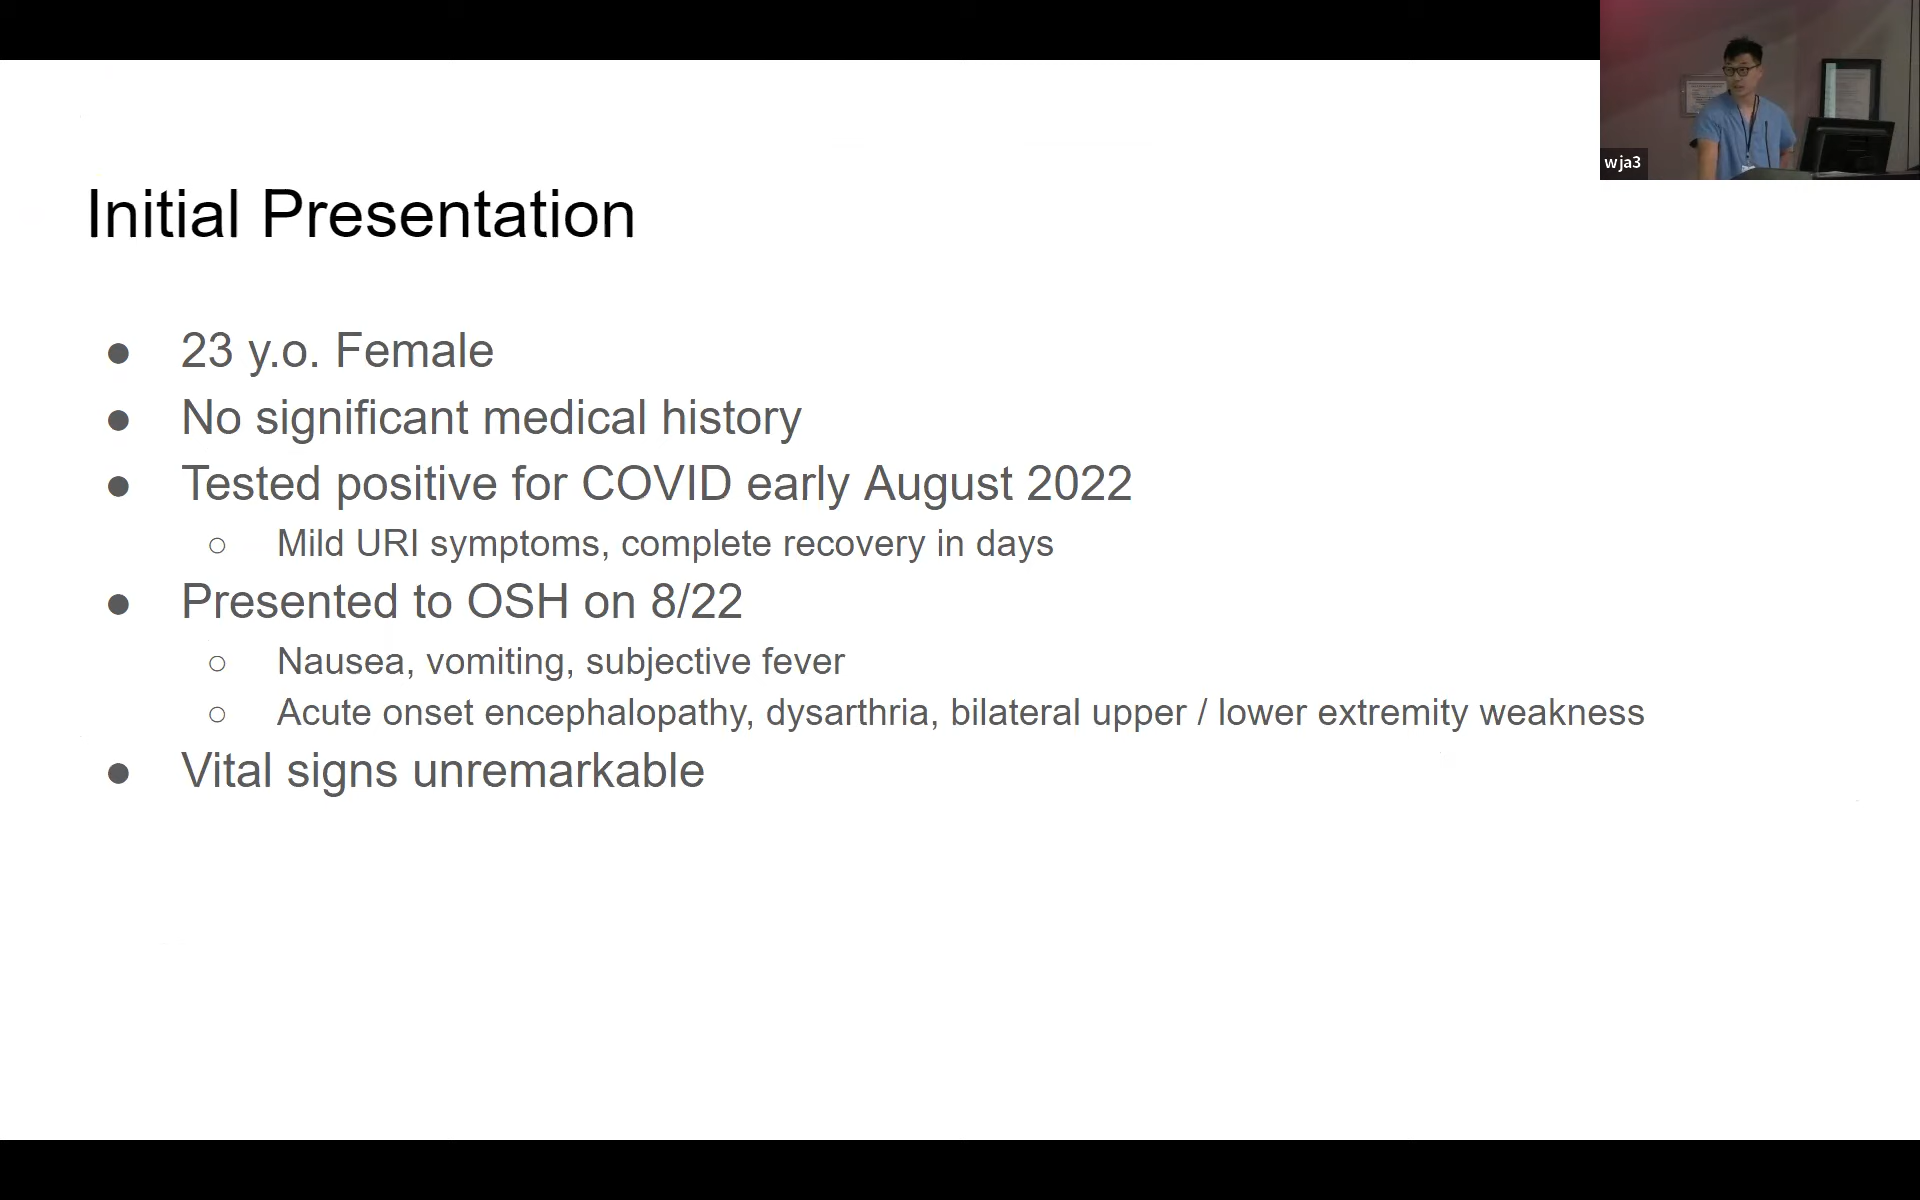 wja3
Initial Presentation
● 23 y.o. Female
● No significant medical history
● Tested positive for COVID early August 2022
○ Mild URI symptoms, complete recovery in days
● Presented to OSH on 8/22
○ Nausea, vomiting, subjective fever
○ Acute onset encephalopathy, dysarthria, bilateral upper / lower extremity weakness
● Vital signs unremarkable